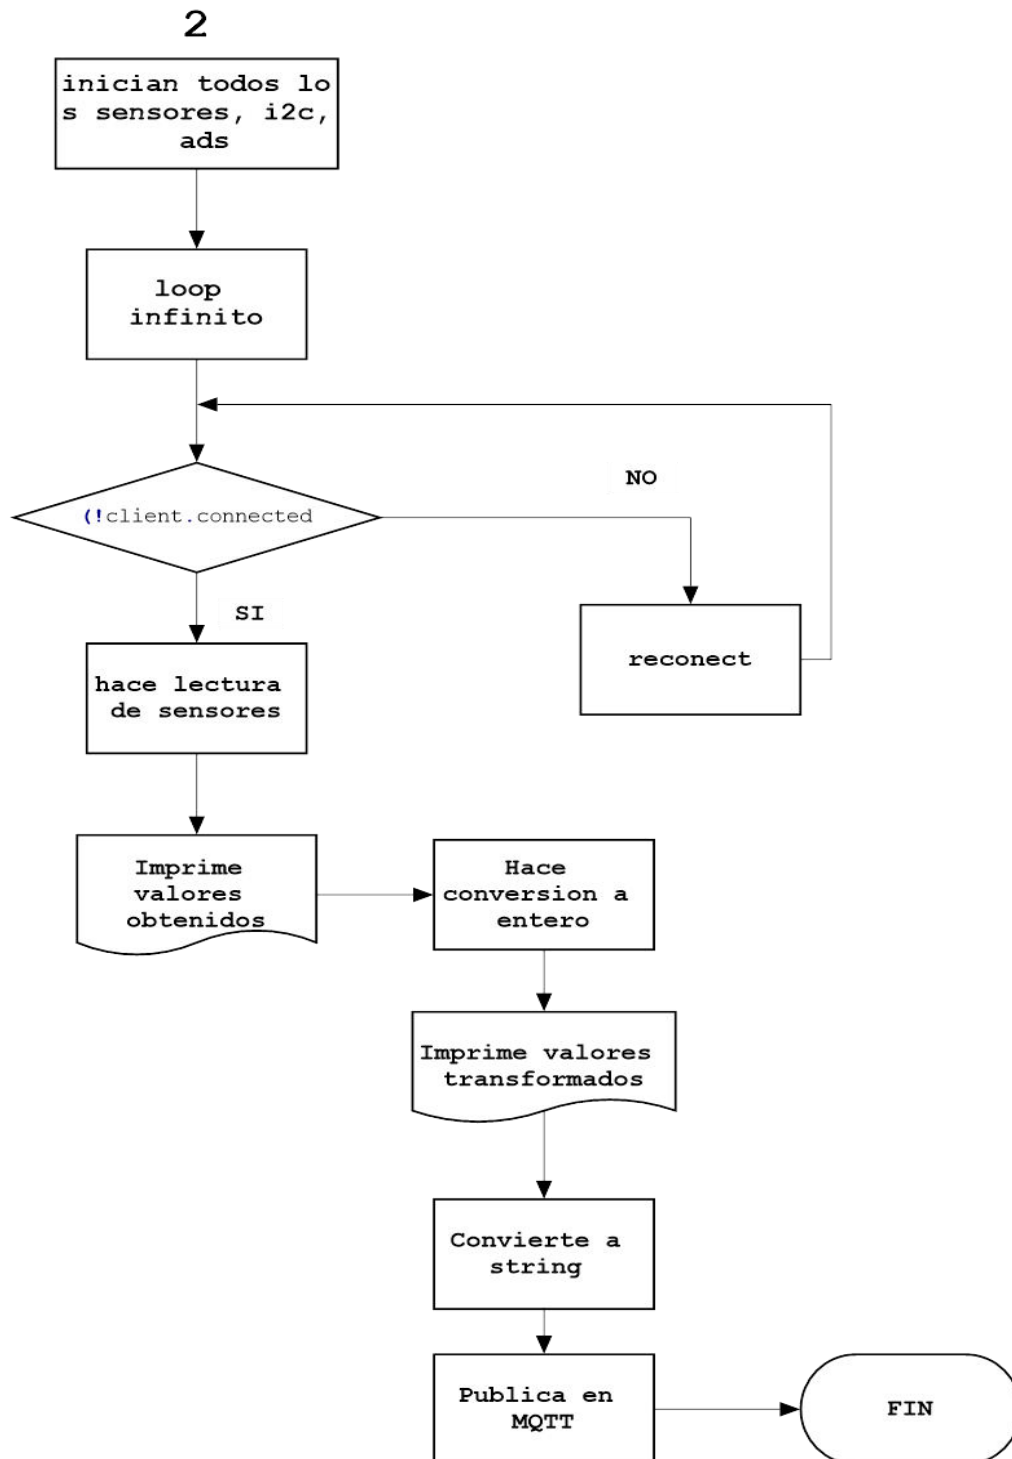 2
inician todos lo
s sensores, i2c,
ads
loop
infinito
(!client.connected
NO
SI
reconect
hace lectura
de sensores
Imprime
valores
obtenidos
Hace
conversion a
entero
Imprime valores
transformados
Convierte a
string
Publica en
MQTT
FIN